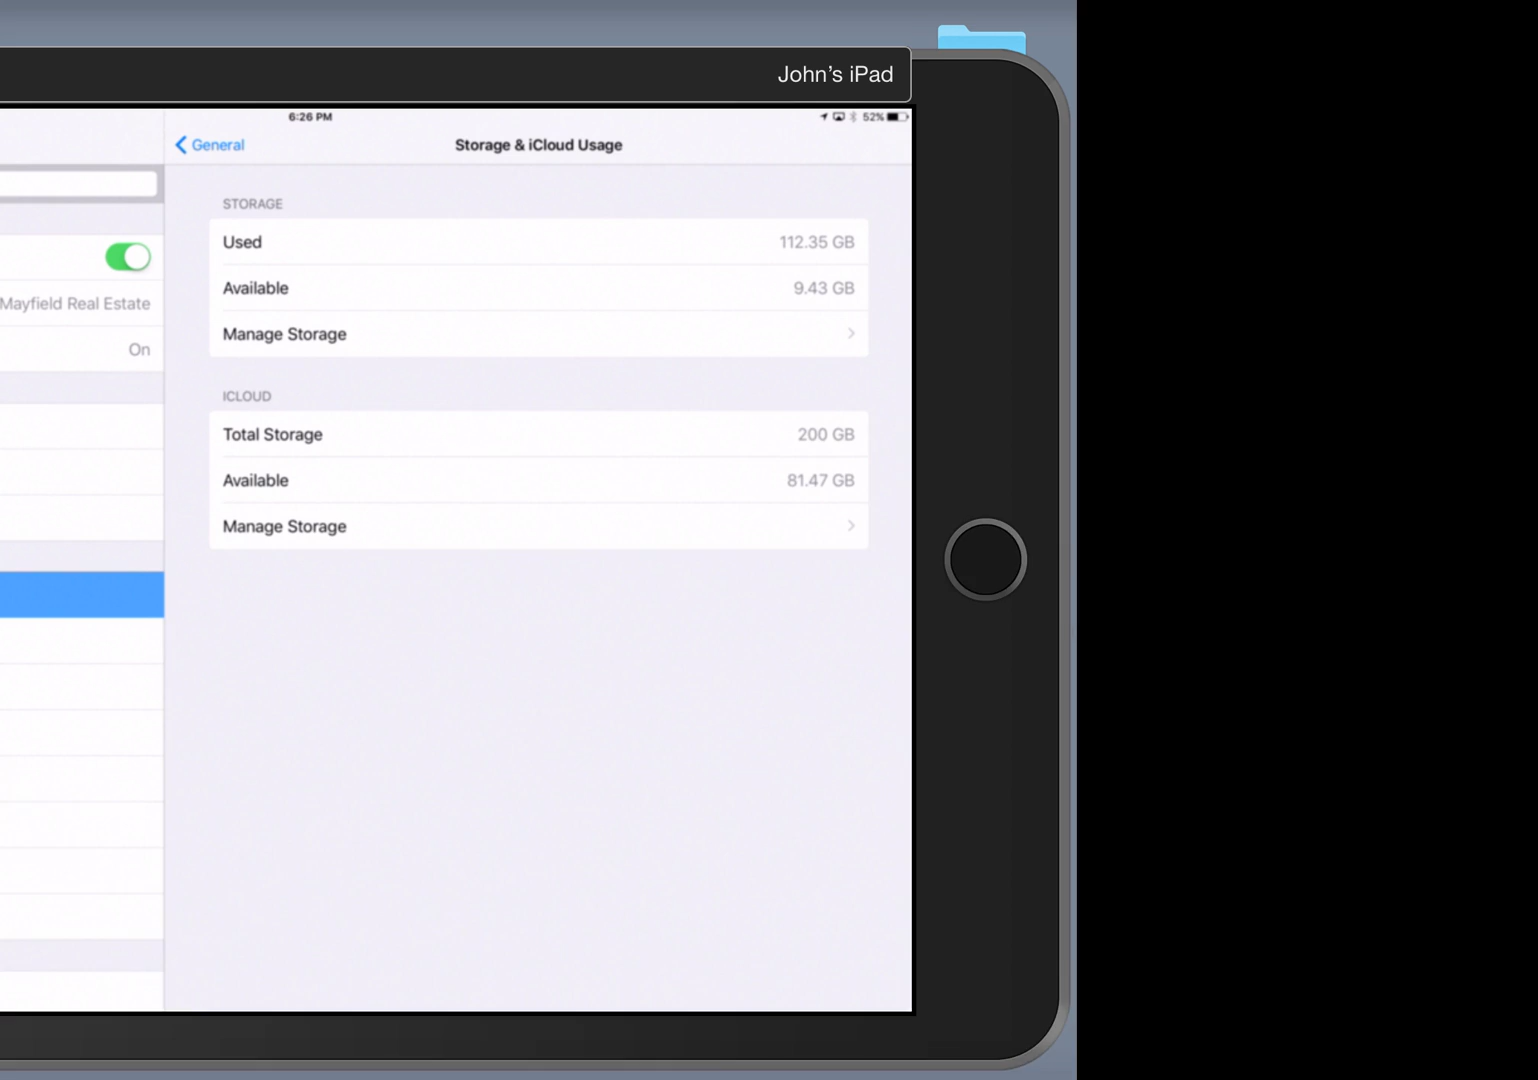 John’s iPad
6:26 PM
52%
General
Storage & iCloud Usage
STORAGE
Used
112.35 GB
Available
9.43 GB
Mayfield Real Estate
Manage Storage
On
ICLOUD
Total Storage
200 GB
Available
81.47 GB
Manage Storage